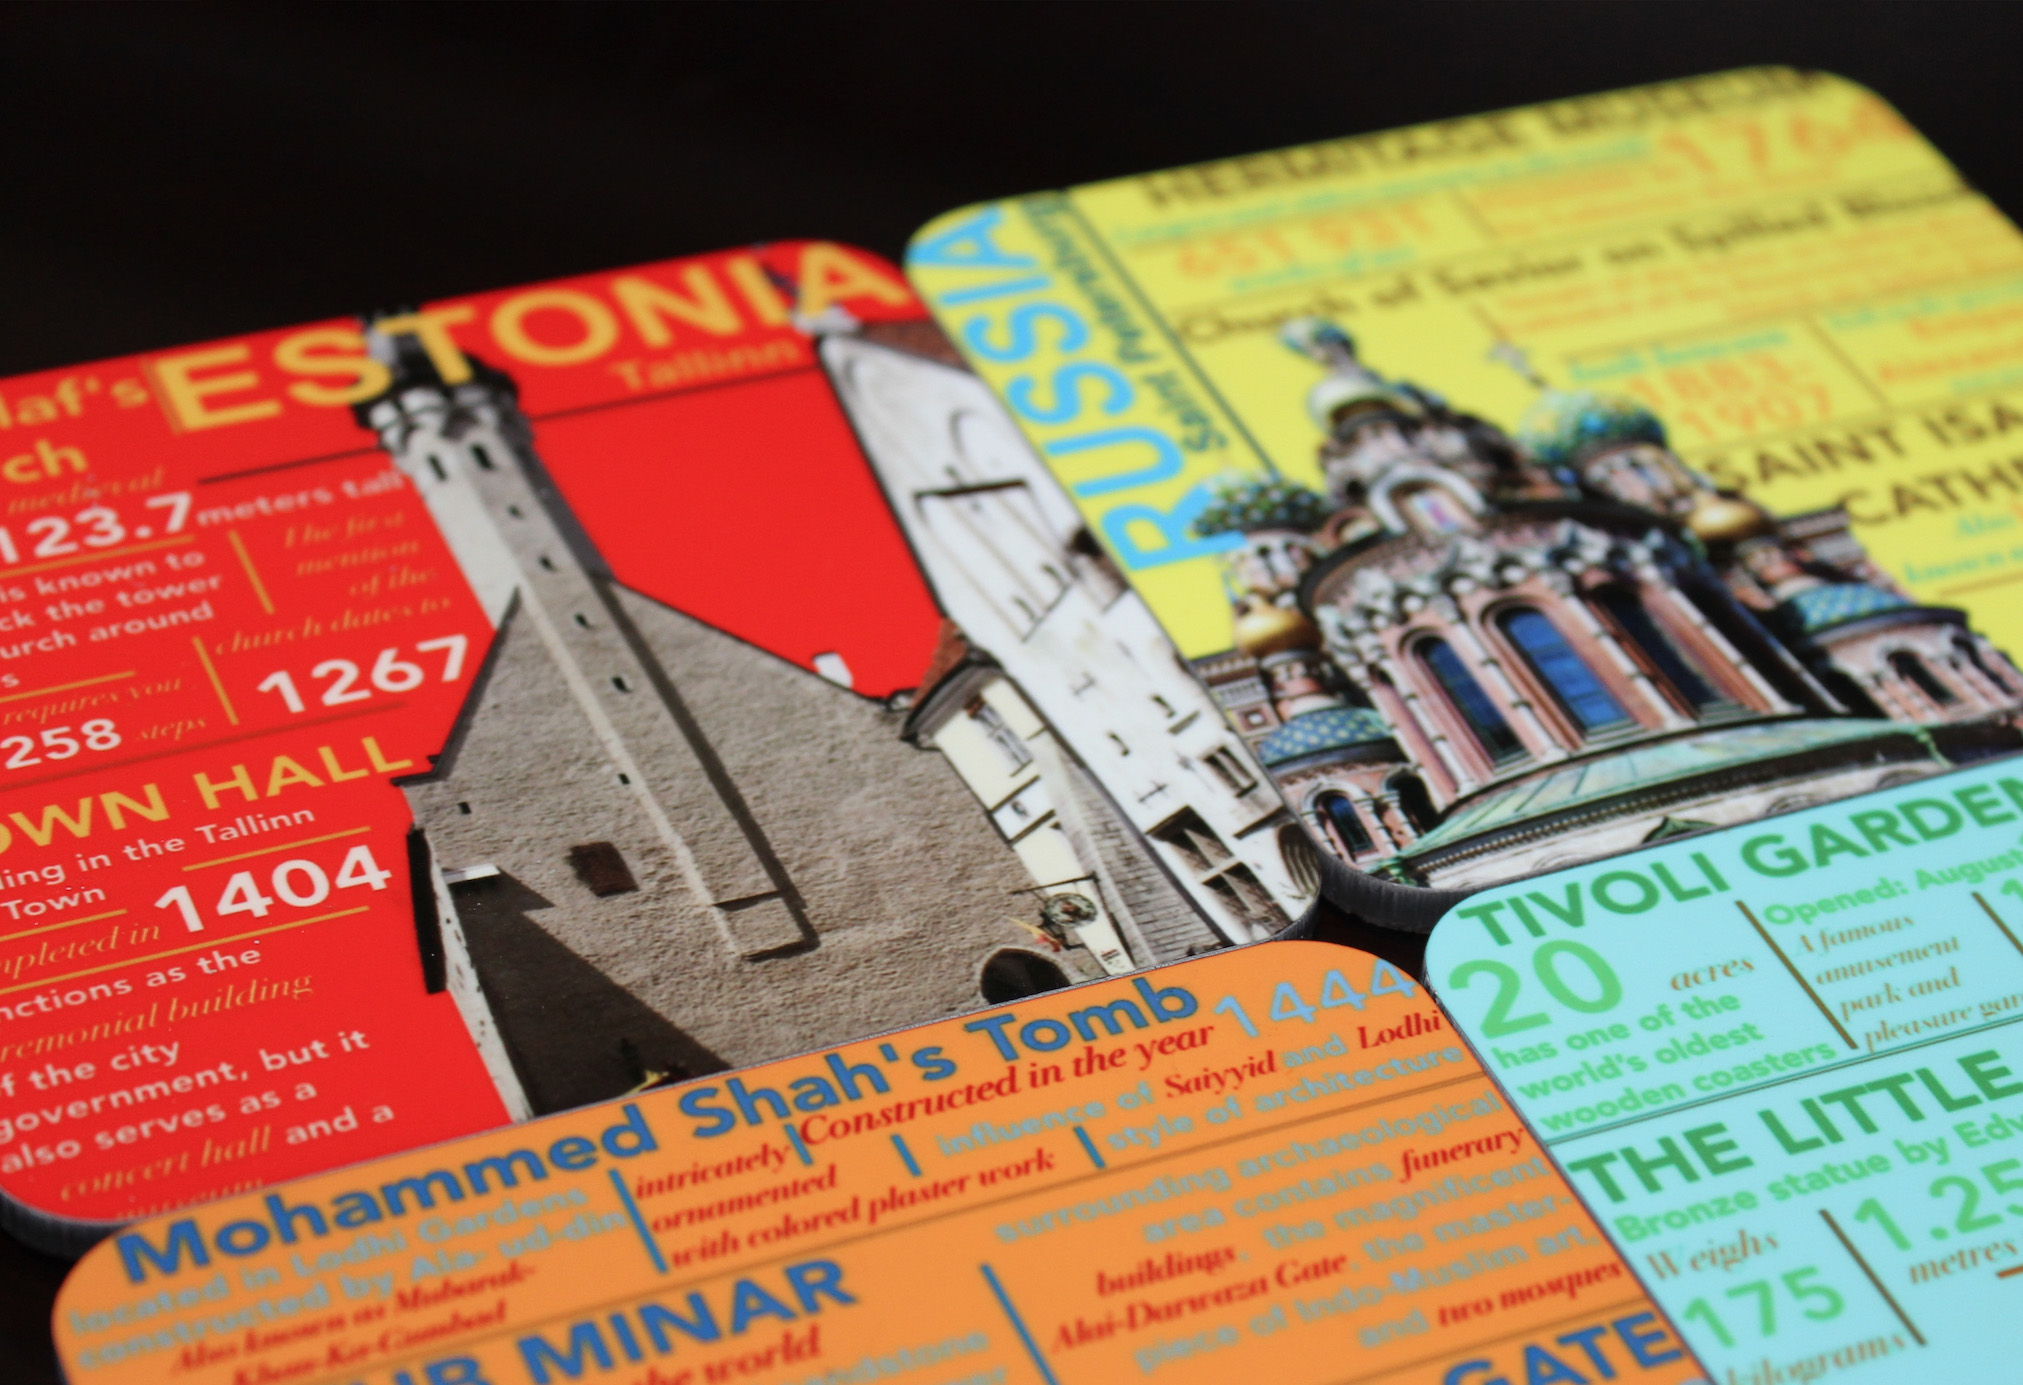 ESTONIA
Tallinn
laf's
ch
medieval
123.7 meters tall
is known to
ck the tower
urch around
s
requires you
258 steps
The first
mention
of the
church dates to
1267
OWN HALL
ing in the Tallinn
Town
mpleted in 1404
nctions as the
remonial building
f the city
government, but it
also serves as a
concert hall and a
museum
RUSSIA
Saint Petersburg
HERMITAGE MUSEUM
1764
Church of Savior on Spilled Blood
1883-
1907
SAINT ISA
CATH
Also
known
Mohammed Shah's Tomb
Constructed in the year 1444
located in Lodhi Gardens
constructed by Ala-ud-din
Also known as Mubarak-
Khan-Ka-Gumbad
intricately
ornamented
with colored plaster work
influence of Saiyyid and Lodhi
style of architecture
UB MINAR
the world
andstone
surrounding archaeological
area contains funerary
buildings, the magnificent
Alai-Darwaza Gate, the master-
piece of Indo-Muslim art,
and two mosques
GATE
TIVOLI GARDEN
20 acres
has one of the
world's oldest
wooden coasters
Opened: August
A famous
amusement
park and
pleasure gar
THE LITTLE
Bronze statue by Edv
Weighs
175
kilograms
1.25
metres